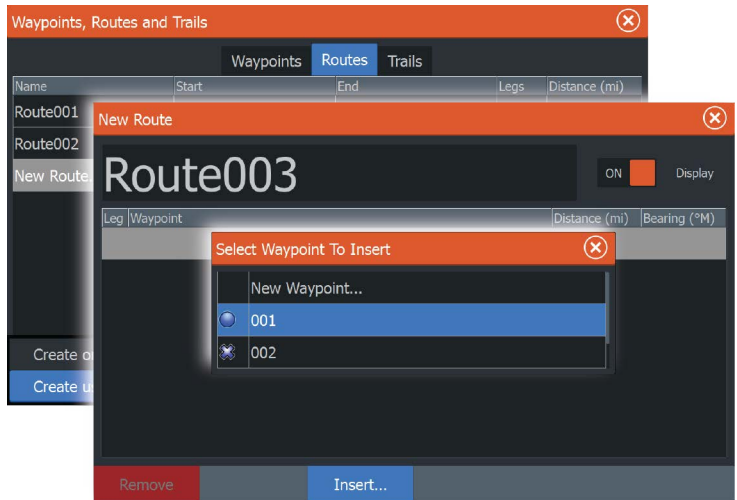 Waypoints, Routes and Trails
Waypoints Routes Trails
Name Start End Legs Distance (mi)
Route001
Route002
New Route.
Create o
Create u
New Route
Route003
ON Display
Leg Waypoint Distance (mi) Bearing (°M)
Select Waypoint To Insert
New Waypoint...
001
002
Remove Insert...